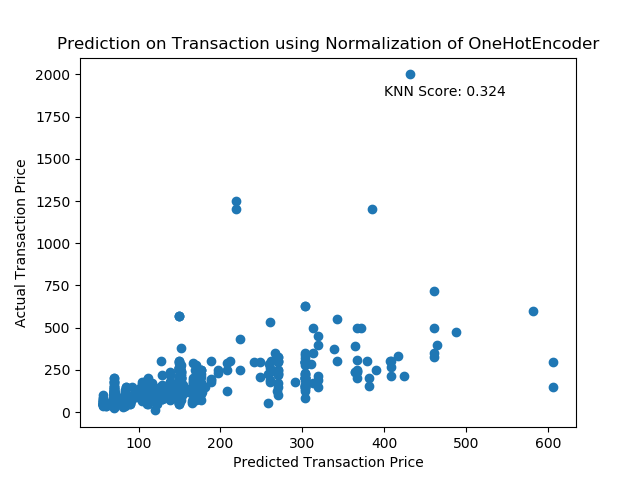 Prediction on Transaction using Normalization of OneHotEncoder
2000
KNN Score: 0.324
1750
1500
1250
1000
750
500
250
0
Actual Transaction Price
100 200 300 400 500 600
Predicted Transaction Price